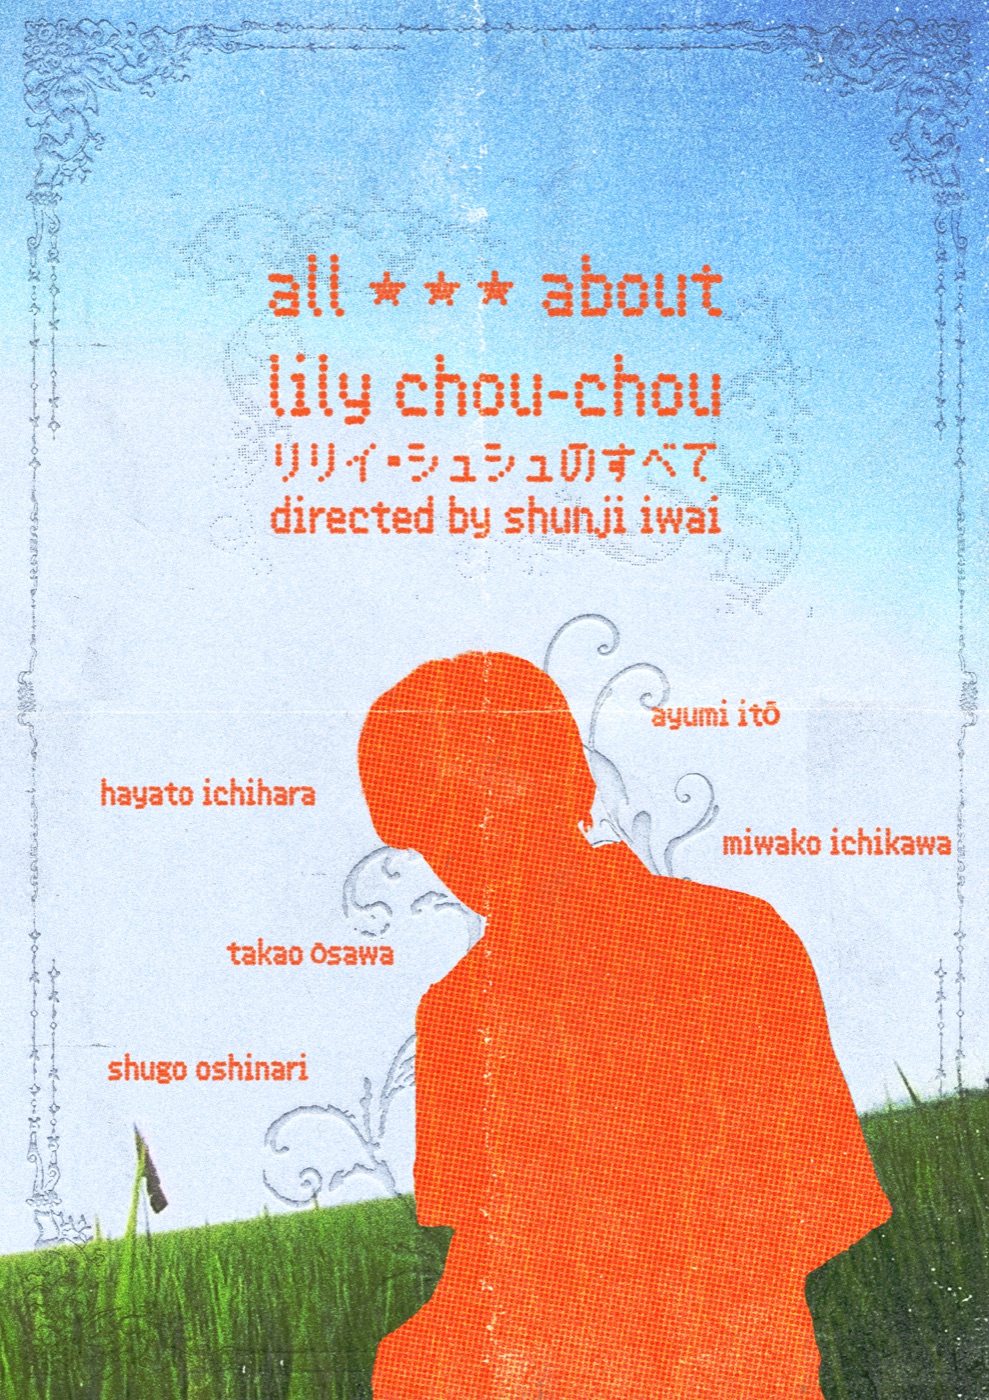 all ★ ★ ★ about
lily chou-chou
リリイ・シュシュのすべて
directed by shunji iwai
ayumi itō
hayato ichihara
miwako ichikawa
takao ōsawa
shugo oshinari